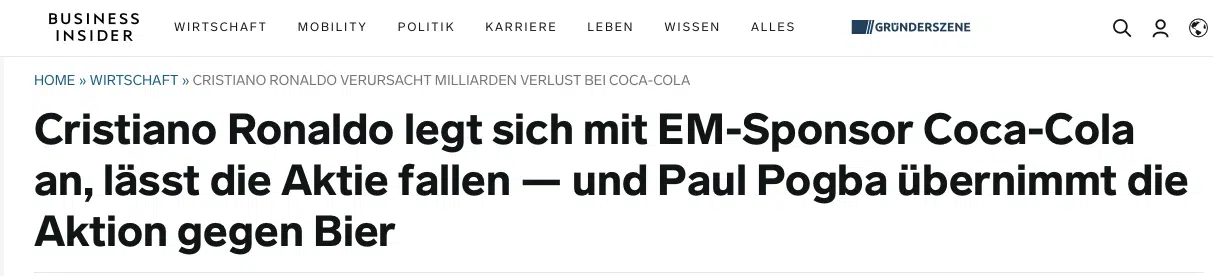 BUSINESS
INSIDER
WIRTSCHAFT MOBILITY POLITIK KARRIERE LEBEN WISSEN ALLES GRÜNDERSZENE
HOME » WIRTSCHAFT » CRISTIANO RONALDO VERURSACHT MILLIARDEN VERLUST BEI COCA-COLA
Cristiano Ronaldo legt sich mit EM-Sponsor Coca-Cola
an, lässt die Aktie fallen — und Paul Pogba übernimmt die
Aktion gegen Bier